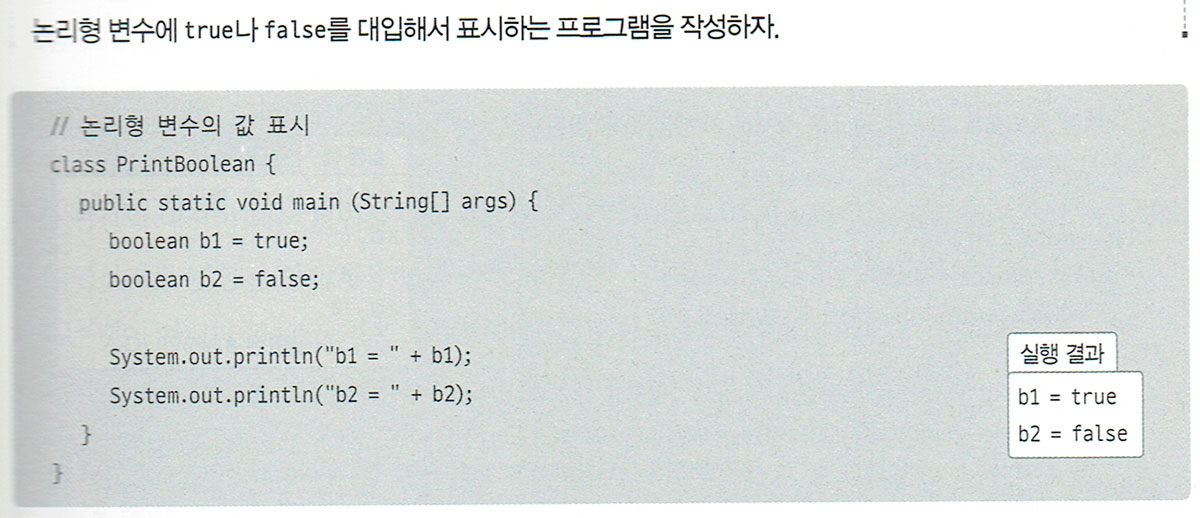 논리형 변수에 true나 false를 대입해서 표시하는 프로그램을 작성하자.
// 논리형 변수의 값 표시
class PrintBoolean {
public static void main (String[] args) {
boolean b1 = true;
boolean b2 = false;
System.out.println("b1 = " + b1);
System.out.println("b2 = " + b2);
}
}
실행 결과
b1 = true
b2 = false